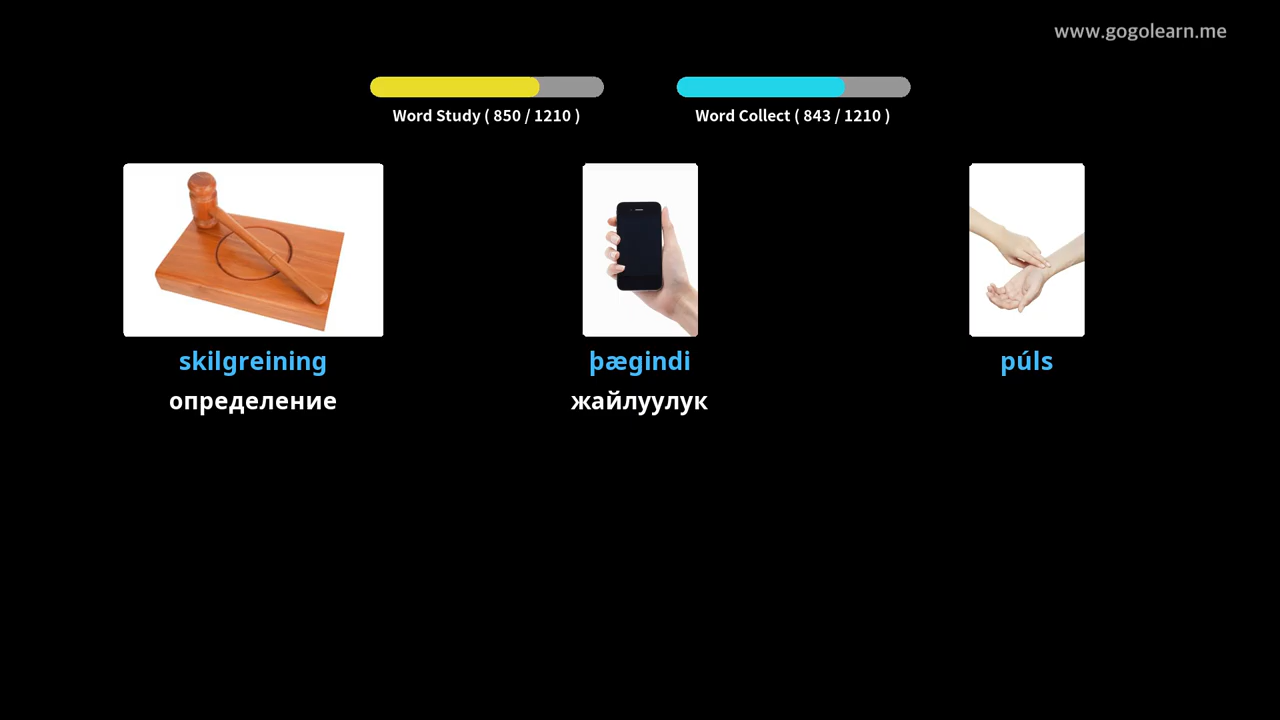 www.gogolearn.me
Word Study ( 850 / 1210 )
Word Collect ( 843 / 1210 )
skilgreining
þægindi
púls
определение
жайлуулук